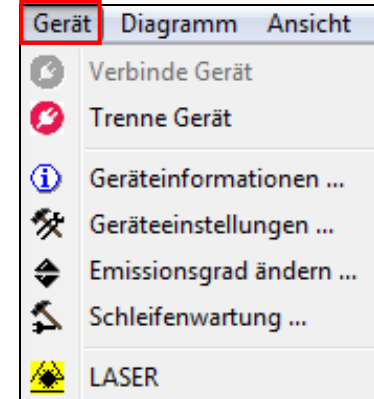 Gerät Diagramm Ansicht
Verbinde Gerät
Trenne Gerät
Geräteinformationen ...
Geräteeinstellungen ...
Emissionsgrad ändern ...
Schleifenwartung ...
LASER